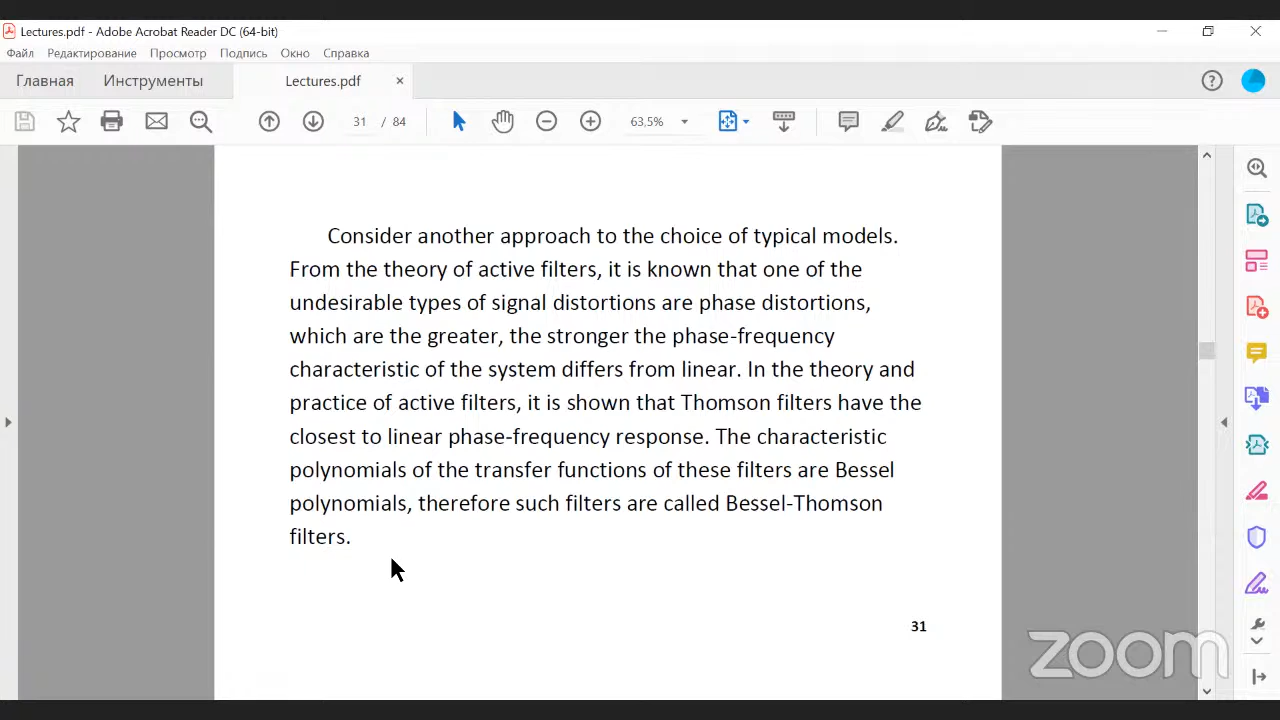 Lectures.pdf - Adobe Acrobat Reader DC (64-bit)
Файл Редактирование Просмотр Подпись Окно Справка
Главная Инструменты Lectures.pdf ×
31 / 84 63,5%
Consider another approach to the choice of typical models.
From the theory of active filters, it is known that one of the
undesirable types of signal distortions are phase distortions,
which are the greater, the stronger the phase-frequency
characteristic of the system differs from linear. In the theory and
practice of active filters, it is shown that Thomson filters have the
closest to linear phase-frequency response. The characteristic
polynomials of the transfer functions of these filters are Bessel
polynomials, therefore such filters are called Bessel-Thomson
filters.
31
zoom